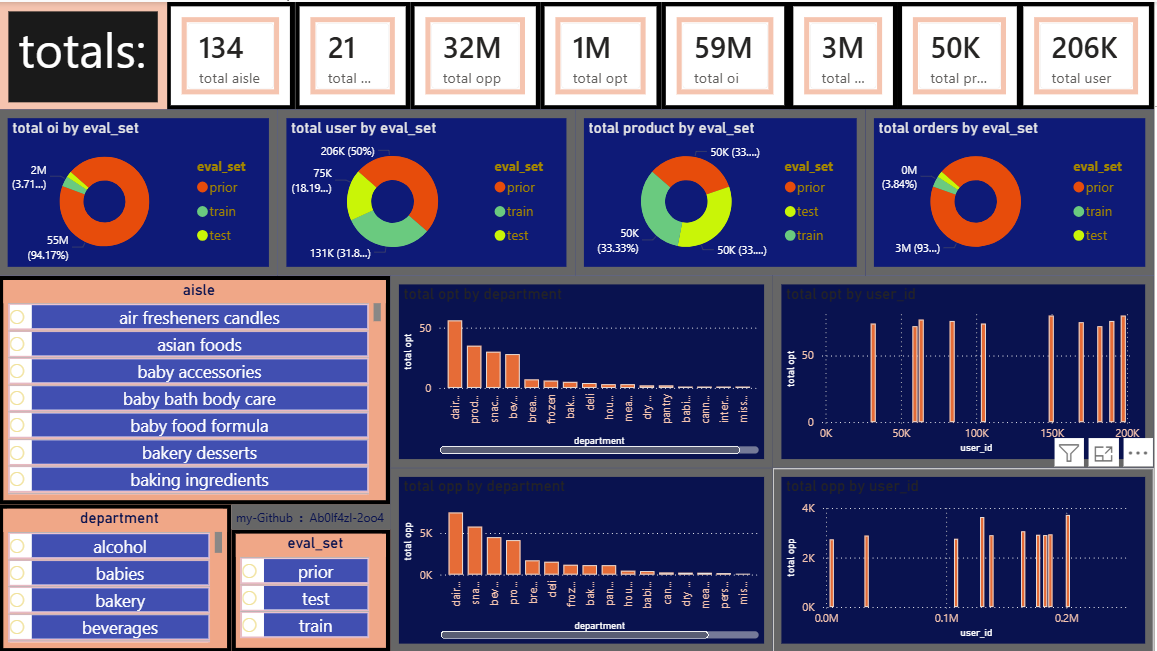 totals:
134
total aisle
21
total ...
32M
total opp
1M
total opt
59M
total oi
3M
total ...
50K
total pr...
206K
total user
total oi by eval_set
2M
(3.71...)
55M
(94.17%)
eval_set
prior
train
test
total user by eval_set
206K (50%)
75K
(18.19...)
131K (31.8...)
eval_set
prior
train
test
total product by eval_set
50K (33....)
50K
(33.33%)
50K (33....)
eval_set
prior
test
train
total orders by eval_set
0M
(3.84%)
3M (93...)
eval_set
prior
train
test
aisle
air fresheners candles
asian foods
baby accessories
baby bath body care
baby food formula
bakery desserts
baking ingredients
total opt by department
total opt
50
0
dair...
prod...
snac...
bev...
brea...
frozen
bak...
deli
hou...
mea...
dry ...
pantry
babi...
cann...
inter...
miss...
department
total opt by user_id
total opt
50
0
0K
50K
100K
150K
200K
user_id
department
alcohol
babies
bakery
beverages
my-Github : Ab0lf4zl-2oo4
eval_set
prior
test
train
total opp by department
total opp
5K
0K
dair...
sna...
bev...
pro...
bre...
deli
froz...
bak...
pan...
hou...
babi...
can...
dry ...
mea...
pers...
mis...
department
total opp by user_id
total opp
4K
2K
0K
0.0M
0.1M
0.2M
user_id